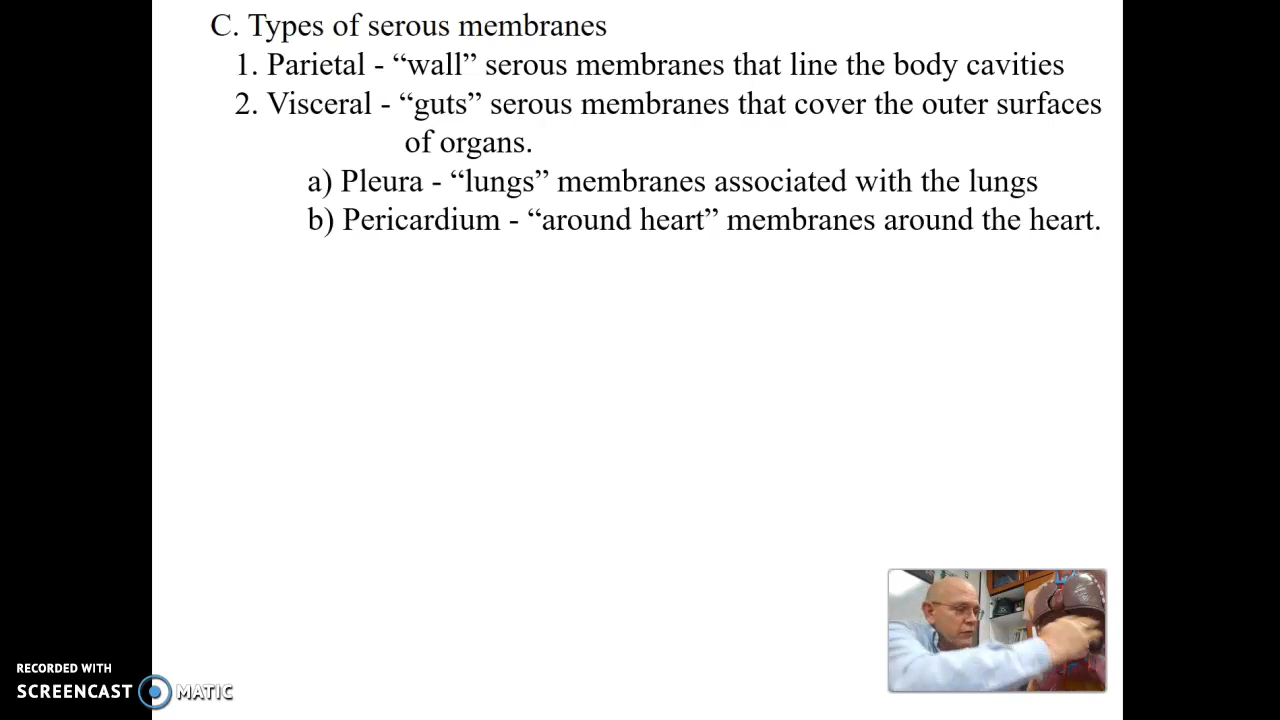 C. Types of serous membranes
1. Parietal - “wall” serous membranes that line the body cavities
2. Visceral - “guts” serous membranes that cover the outer surfaces
of organs.
a) Pleura - “lungs” membranes associated with the lungs
b) Pericardium - “around heart” membranes around the heart.
RECORDED WITH
SCREENCAST MATIC